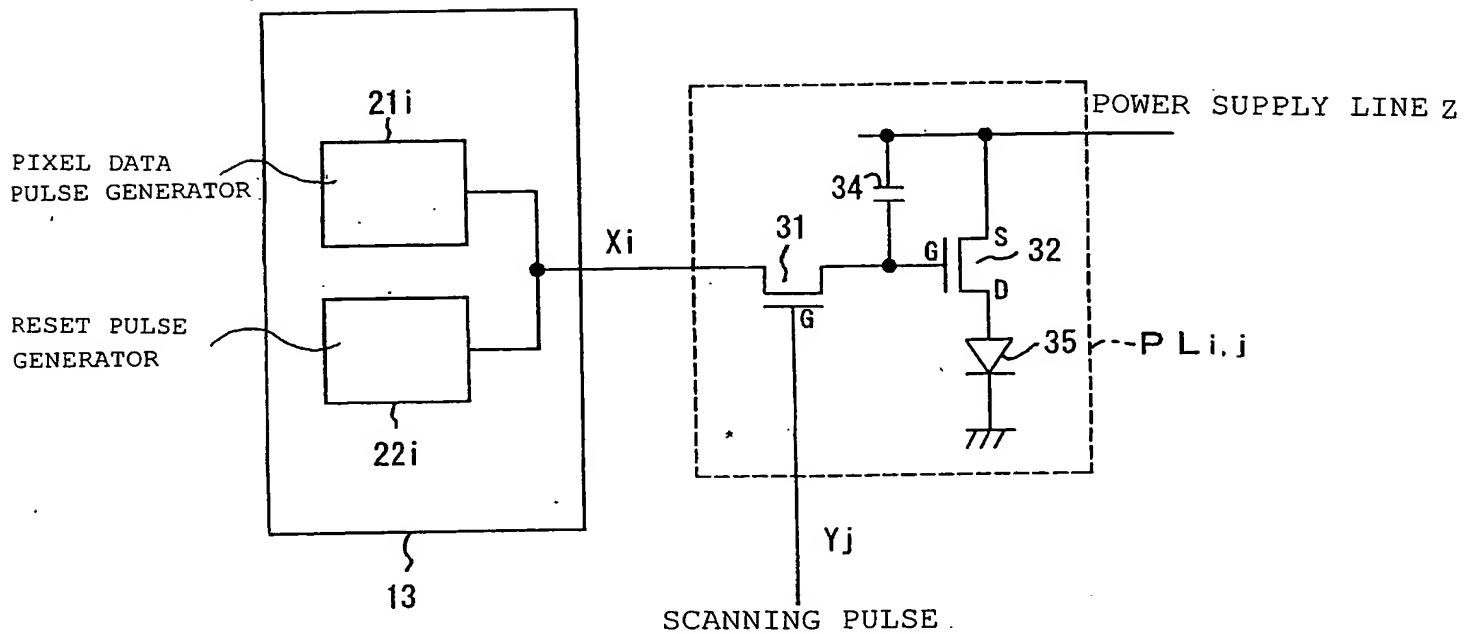 21i
PIXEL DATA
PULSE GENERATOR
RESET PULSE
GENERATOR
22i
13
Xi
POWER SUPPLY LINE Z
34
31
G
G
S
32
D
35
P L i, j
Yj
SCANNING PULSE